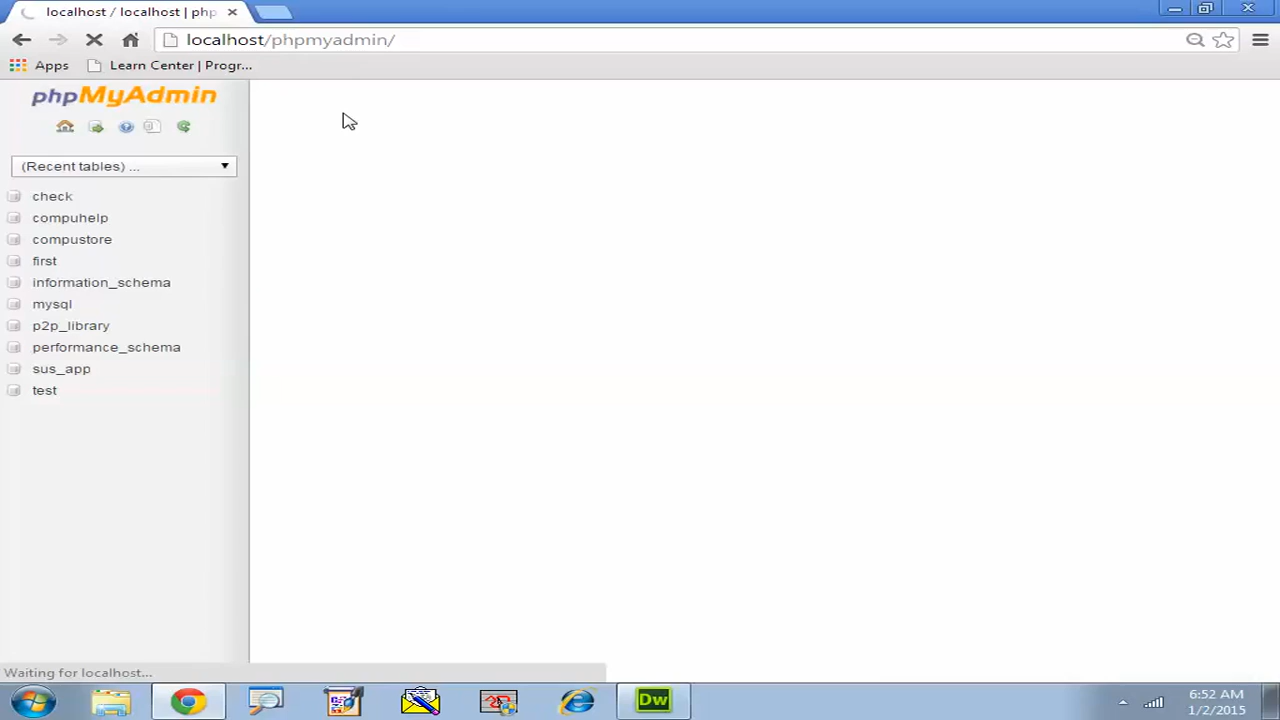 localhost / localhost | php
localhost/phpmyadmin/
Apps
Learn Center | Progr...
phpMyAdmin
(Recent tables) ...
check
compuhelp
compustore
first
information_schema
mysql
p2p_library
performance_schema
sus_app
test
Waiting for localhost...
Dw
6:52 AM
1/2/2015